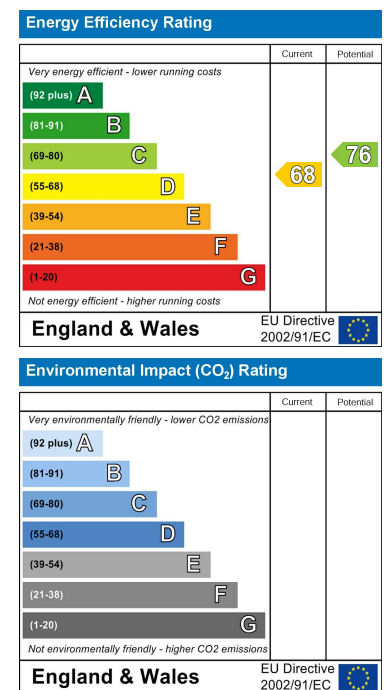 Energy Efficiency Rating
Current Potential
Very energy efficient - lower running costs
(92 plus) A
(81-91) B
(69-80) C
76
(55-68) D
68
(39-54) E
(21-38) F
(1-20) G
Not energy efficient - higher running costs
England & Wales
EU Directive
2002/91/EC
Environmental Impact (CO₂) Rating
Current Potential
Very environmentally friendly - lower CO2 emissions
(92 plus) A
(81-91) B
(69-80) C
(55-68) D
(39-54) E
(21-38) F
(1-20) G
Not environmentally friendly - higher CO2 emissions
England & Wales
EU Directive
2002/91/EC